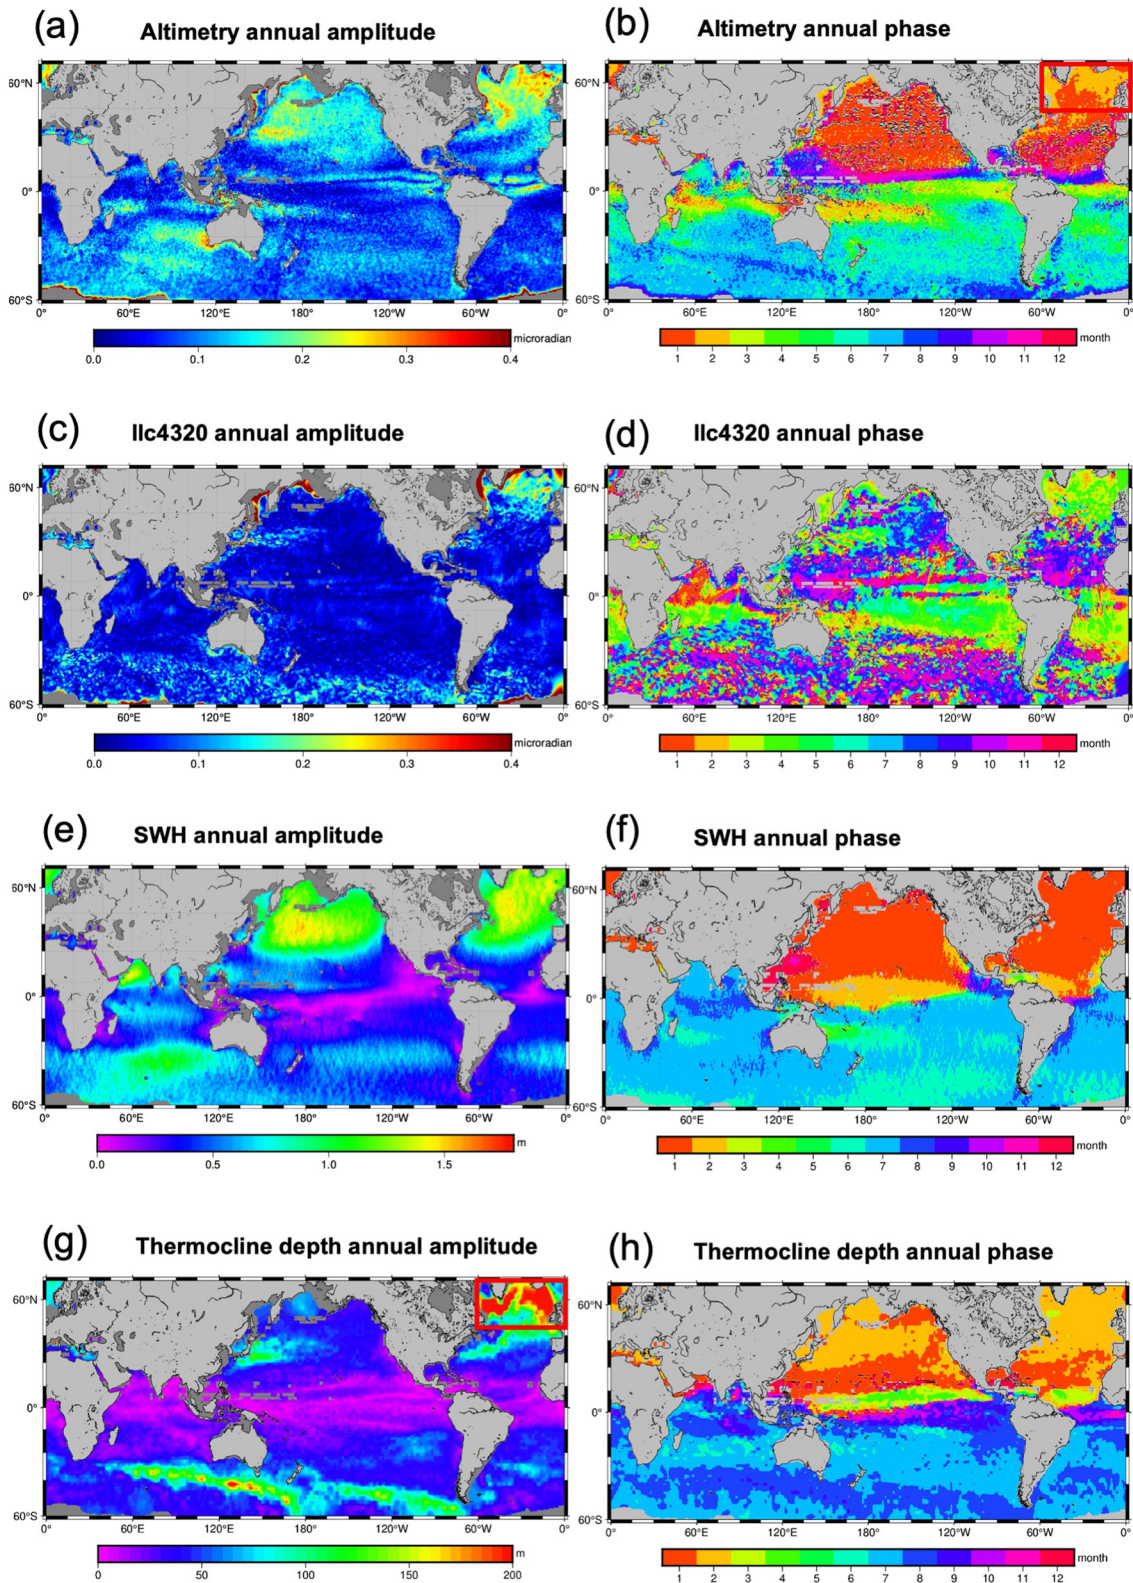 (a) (b)
Altimetry annual amplitude Altimetry annual phase
60°N 60°N
0° 0°
60°S 60°S
0° 60°E 120°E 180° 120°W 60°W 0° 0° 60°E 120°E 180° 120°W 60°W 0°
microradian month
0.0 0.1 0.2 0.3 0.4 1 2 3 4 5 6 7 8 9 10 11 12
(c) (d)
llc4320 annual amplitude llc4320 annual phase
60°N 60°N
0° 0°
60°S 60°S
0° 60°E 120°E 180° 120°W 60°W 0° 0° 60°E 120°E 180° 120°W 60°W 0°
microradian month
0.0 0.1 0.2 0.3 0.4 1 2 3 4 5 6 7 8 9 10 11 12
(e) (f)
SWH annual amplitude SWH annual phase
60°N 60°N
0° 0°
60°S 60°S
0° 60°E 120°E 180° 120°W 60°W 0° 0° 60°E 120°E 180° 120°W 60°W 0°
m month
0.0 0.5 1.0 1.5 1 2 3 4 5 6 7 8 9 10 11 12
(g) (h)
Thermocline depth annual amplitude Thermocline depth annual phase
60°N 60°N
0° 0°
60°S 60°S
0° 60°E 120°E 180° 120°W 60°W 0° 0° 60°E 120°E 180° 120°W 60°W 0°
m month
0 50 100 150 200 1 2 3 4 5 6 7 8 9 10 11 12